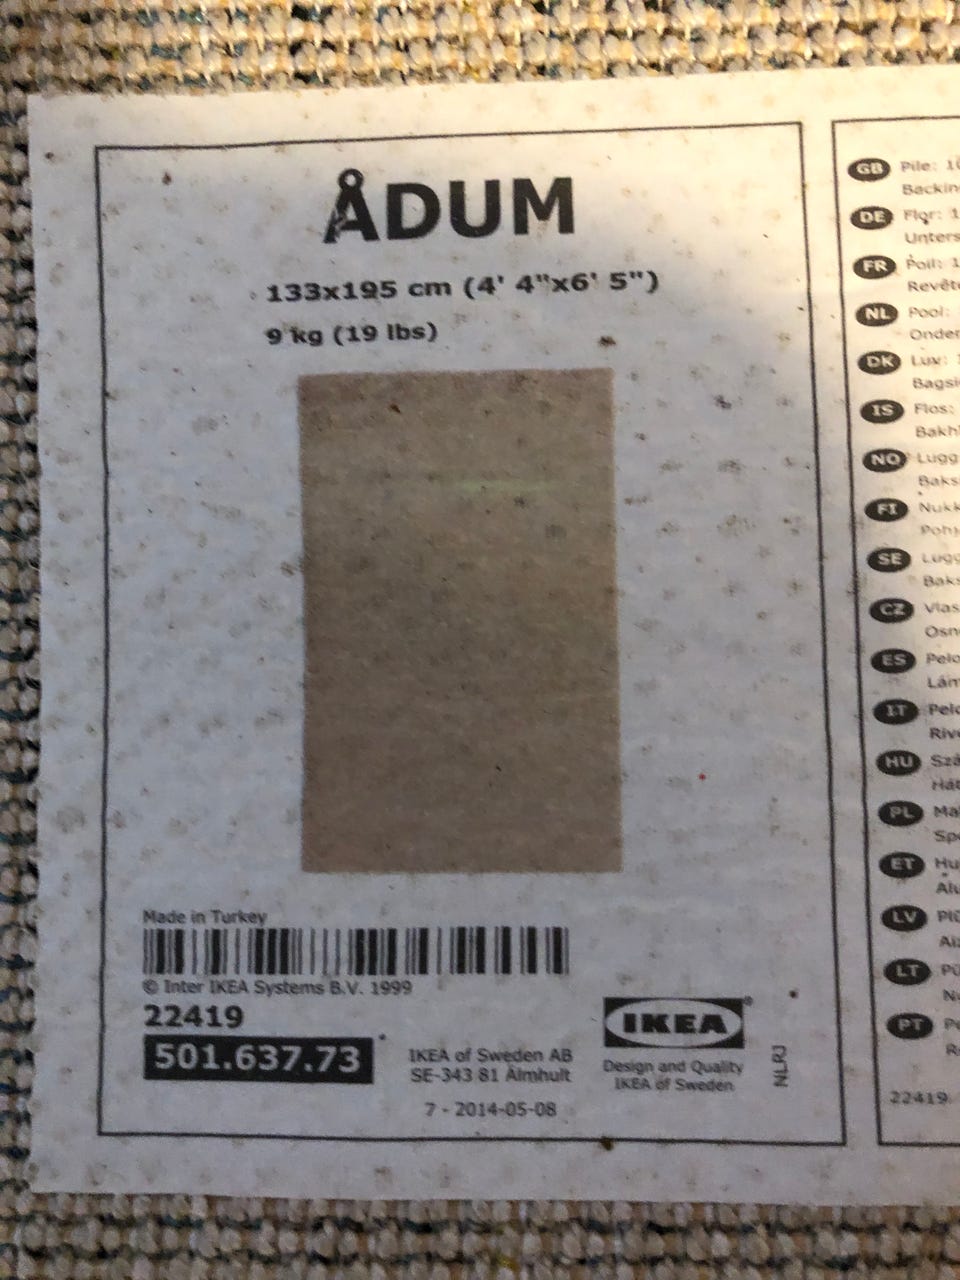 ÅDUM
133x195 cm (4' 4"x6' 5")
9 kg (19 lbs)
Made in Turkey
© Inter IKEA Systems B.V. 1999
22419
501.637.73
IKEA of Sweden AB
SE-343 81 Älmhult
7 - 2014-05-08
IKEA
®
Design and Quality
IKEA of Sweden
NLRJ
GB Pile:
DE Flor:
FR Poil:
NL Pool:
DK Luv:
IS Flos:
NO
FI
SE
CZ
ES
IT
HU
PL
ET
LV
LT
PT
22419